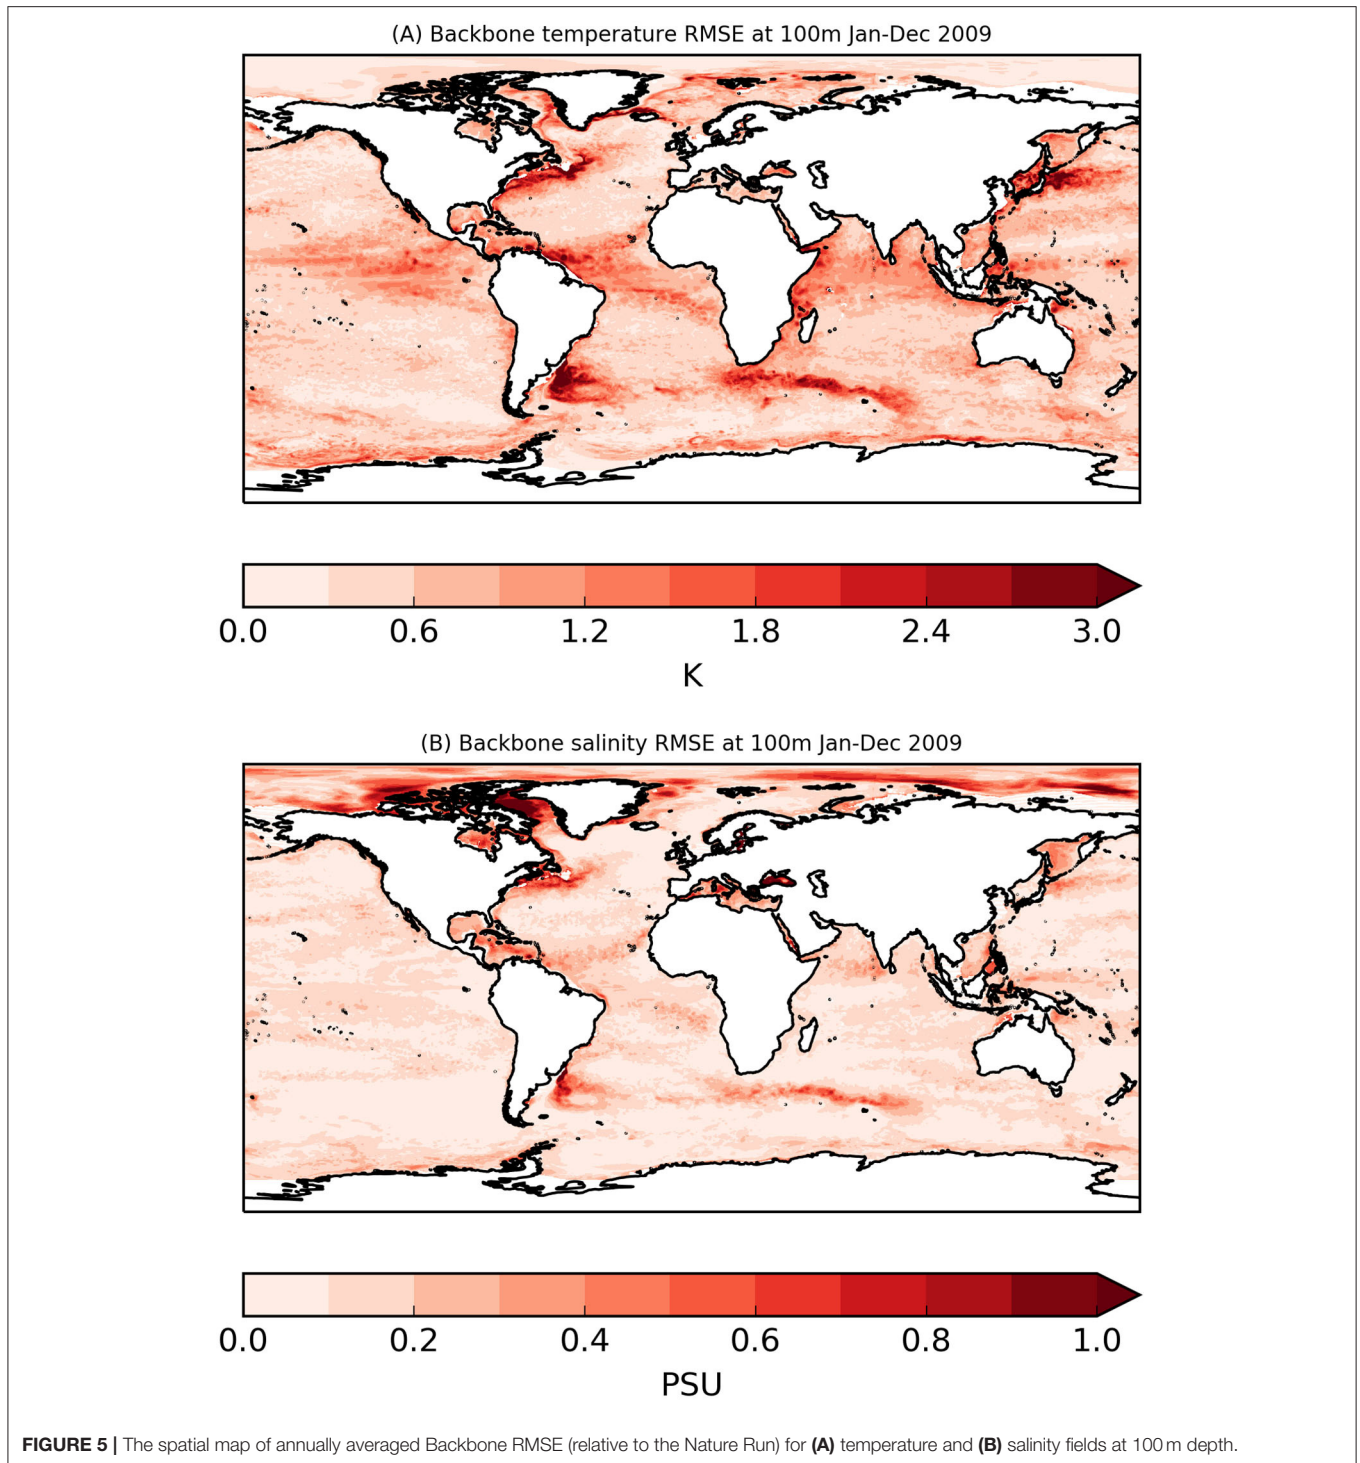 (A) Backbone temperature RMSE at 100m Jan-Dec 2009
0.0 0.6 1.2 1.8 2.4 3.0
K
(B) Backbone salinity RMSE at 100m Jan-Dec 2009
0.0 0.2 0.4 0.6 0.8 1.0
PSU
FIGURE 5 | The spatial map of annually averaged Backbone RMSE (relative to the Nature Run) for (A) temperature and (B) salinity fields at 100 m depth.